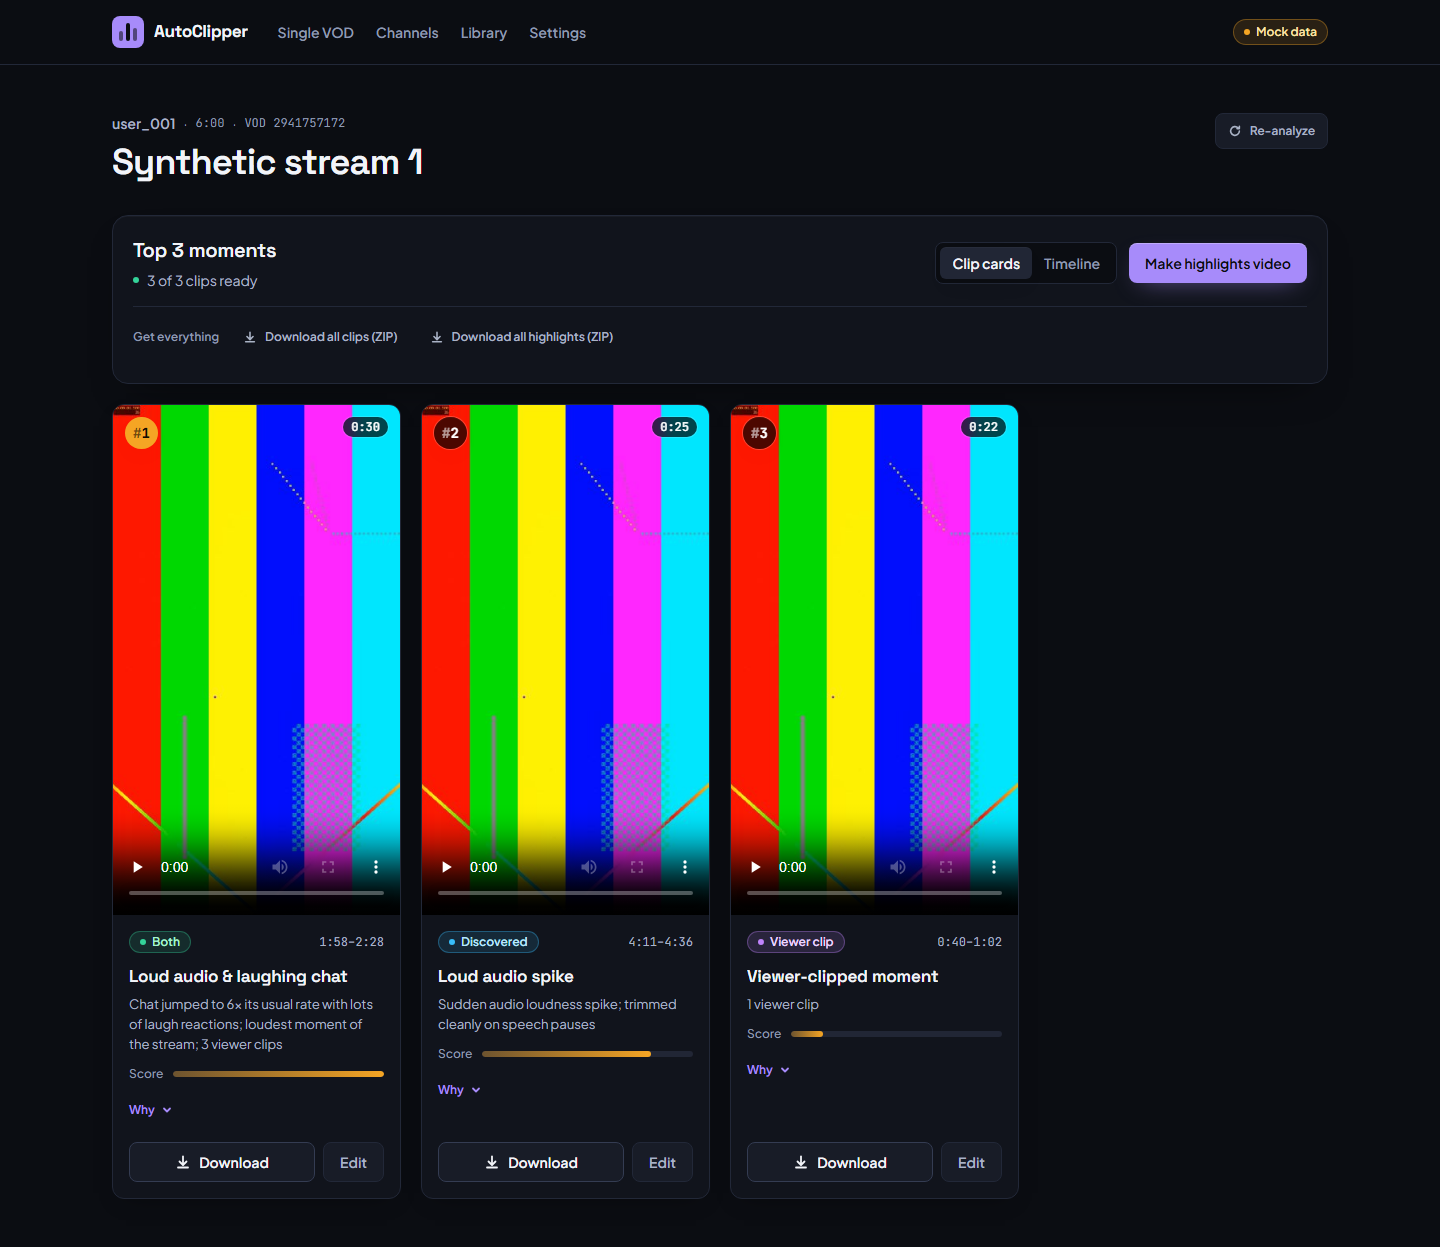 AutoClipper
Single VOD
Channels
Library
Settings
Mock data
user_001 · 6:00 · VOD 2941757172
Synthetic stream 1
Re-analyze
Top 3 moments
3 of 3 clips ready
Clip cards
Timeline
Make highlights video
Get everything
Download all clips (ZIP)
Download all highlights (ZIP)
#1
0:30
0:00
Both
1:58–2:28
Loud audio & laughing chat
Chat jumped to 6× its usual rate with lots
of laugh reactions; loudest moment of
the stream; 3 viewer clips
Score
Why
Download
Edit
#2
0:25
0:00
Discovered
4:11–4:36
Loud audio spike
Sudden audio loudness spike; trimmed
cleanly on speech pauses
Score
Why
Download
Edit
#3
0:22
0:00
Viewer clip
0:40–1:02
Viewer-clipped moment
1 viewer clip
Score
Why
Download
Edit